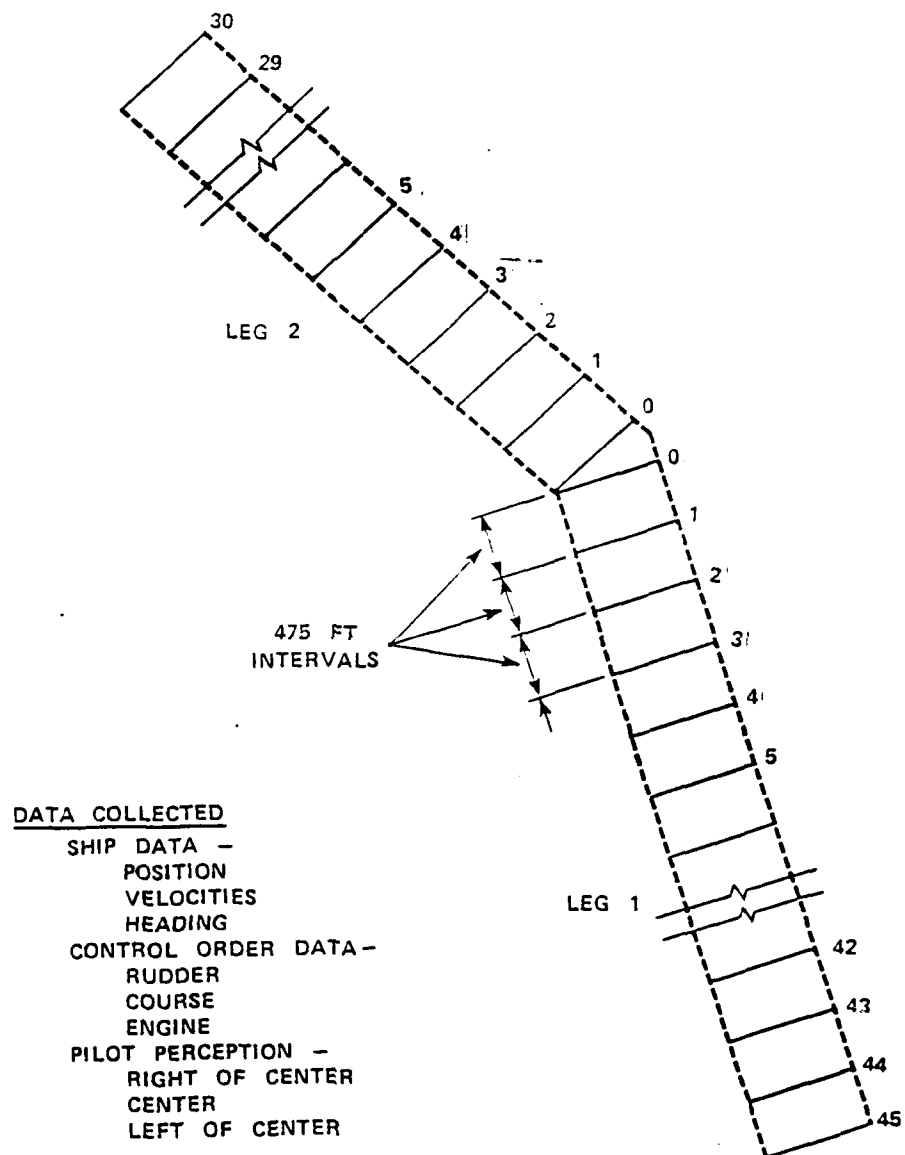 30
29
5
4
3
2
1
0
LEG 2
0
1
2
3
4
5
475 FT
INTERVALS
LEG 1
42
43
44
45
DATA COLLECTED
SHIP DATA –
POSITION
VELOCITIES
HEADING
CONTROL ORDER DATA –
RUDDER
COURSE
ENGINE
PILOT PERCEPTION –
RIGHT OF CENTER
CENTER
LEFT OF CENTER